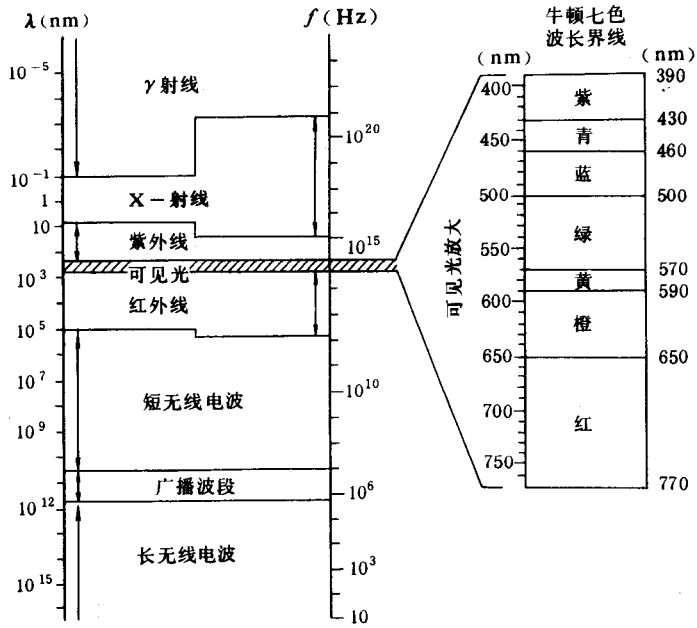 λ(nm)
f(Hz)
10⁻⁵
10⁻¹
1
10
10³
10⁵
10⁷
10⁹
10¹²
10¹⁵
γ射线
X－射线
紫外线
可见光
红外线
短无线电波
广播波段
长无线电波
10²⁰
10¹⁵
10¹⁰
10⁶
10³
10
可见光放大
牛顿七色
波长界线
(nm)
(nm)
400
450
500
550
600
650
700
750
紫
青
蓝
绿
黄
橙
红
390
430
460
500
570
590
650
770